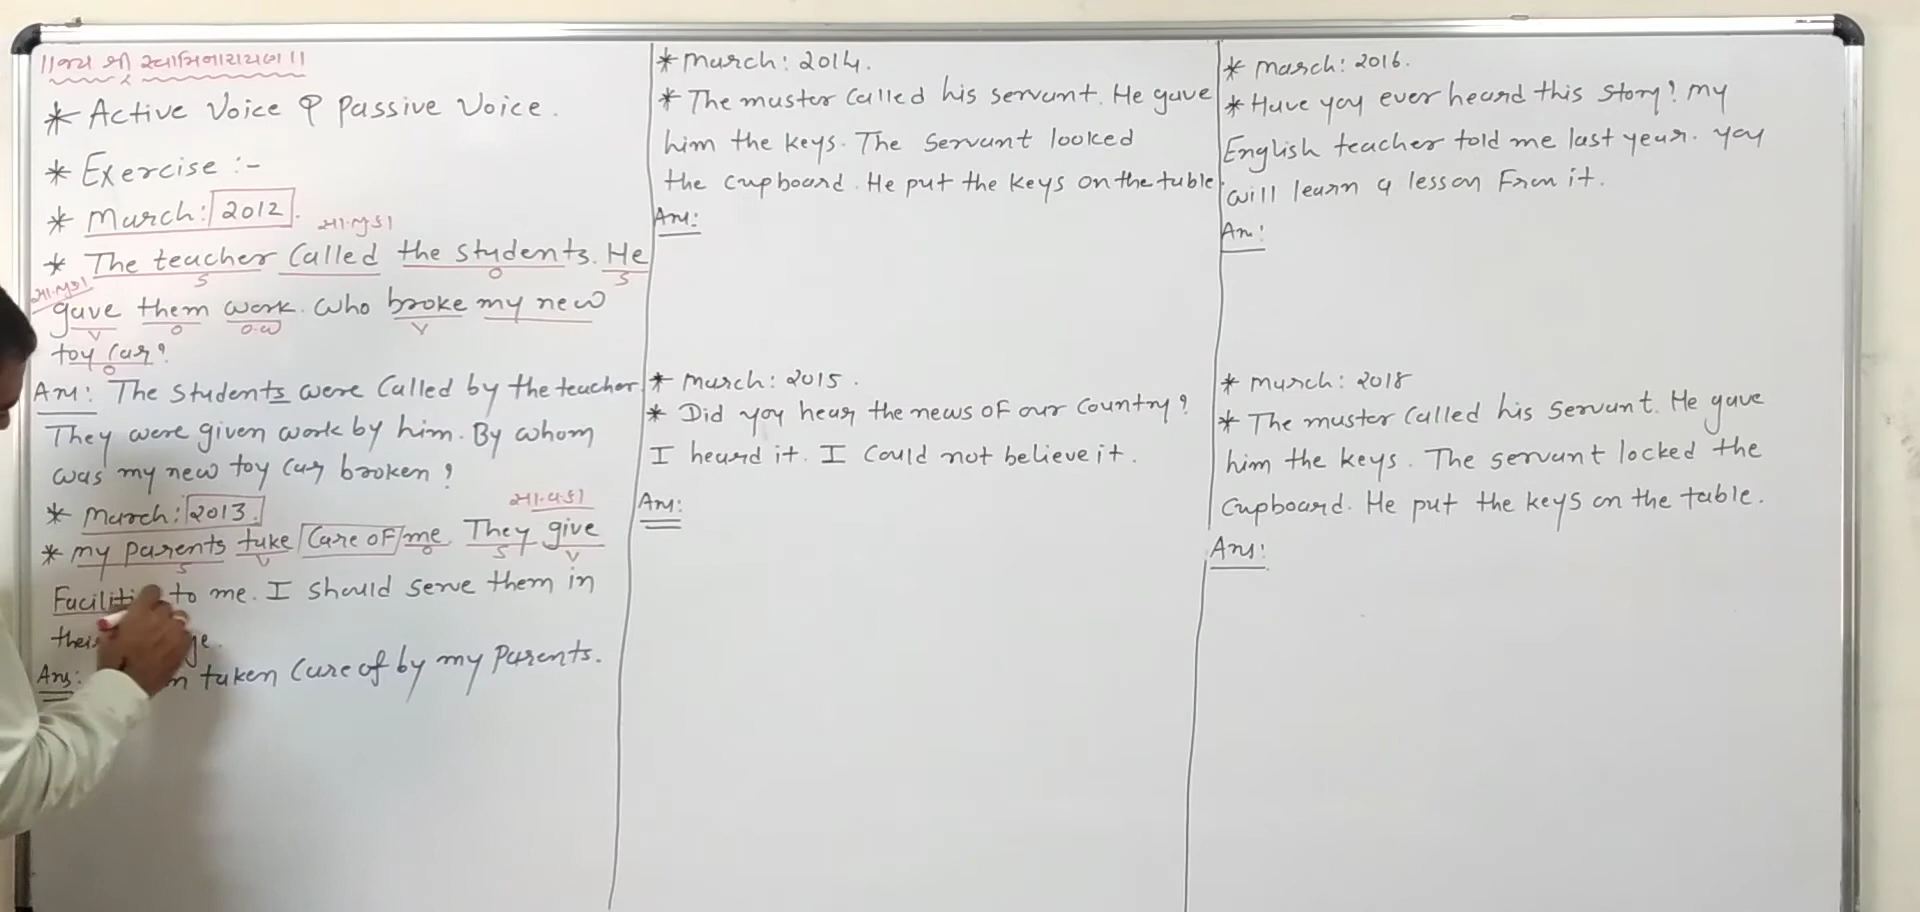 ॥જય શ્રી સ્વામિનારાયણ॥
* Active Voice & Passive Voice.
* Exercise :-
* March: 2012.
સા.ભુ.કા
* The teacher called the students. He
S O S
સા.ભુ.કા
gave them work. Who broke my new
V O O.W V
toy car?
O
Ans: The students were called by the teacher
They were given work by him. By whom
was my new toy car broken?
* March: 2013.
સા.વ.કા
* my parents take care of me. They give
S V O S V
to me. I should serve them in
Ans: taken care of by my parents.
* March: 2014.
* The master called his servant. He gave
him the keys. The servant looked
the cupboard. He put the keys on the table.
Ans:
* March: 2015.
* Did you hear the news of our country?
I heard it. I could not believe it.
Ans:
* March: 2016.
* Have you ever heard this story? my
English teacher told me last year. you
will learn a lesson from it.
Ans:
* March: 2018
* The master called his servant. He gave
him the keys. The servant locked the
cupboard. He put the keys on the table.
Ans: